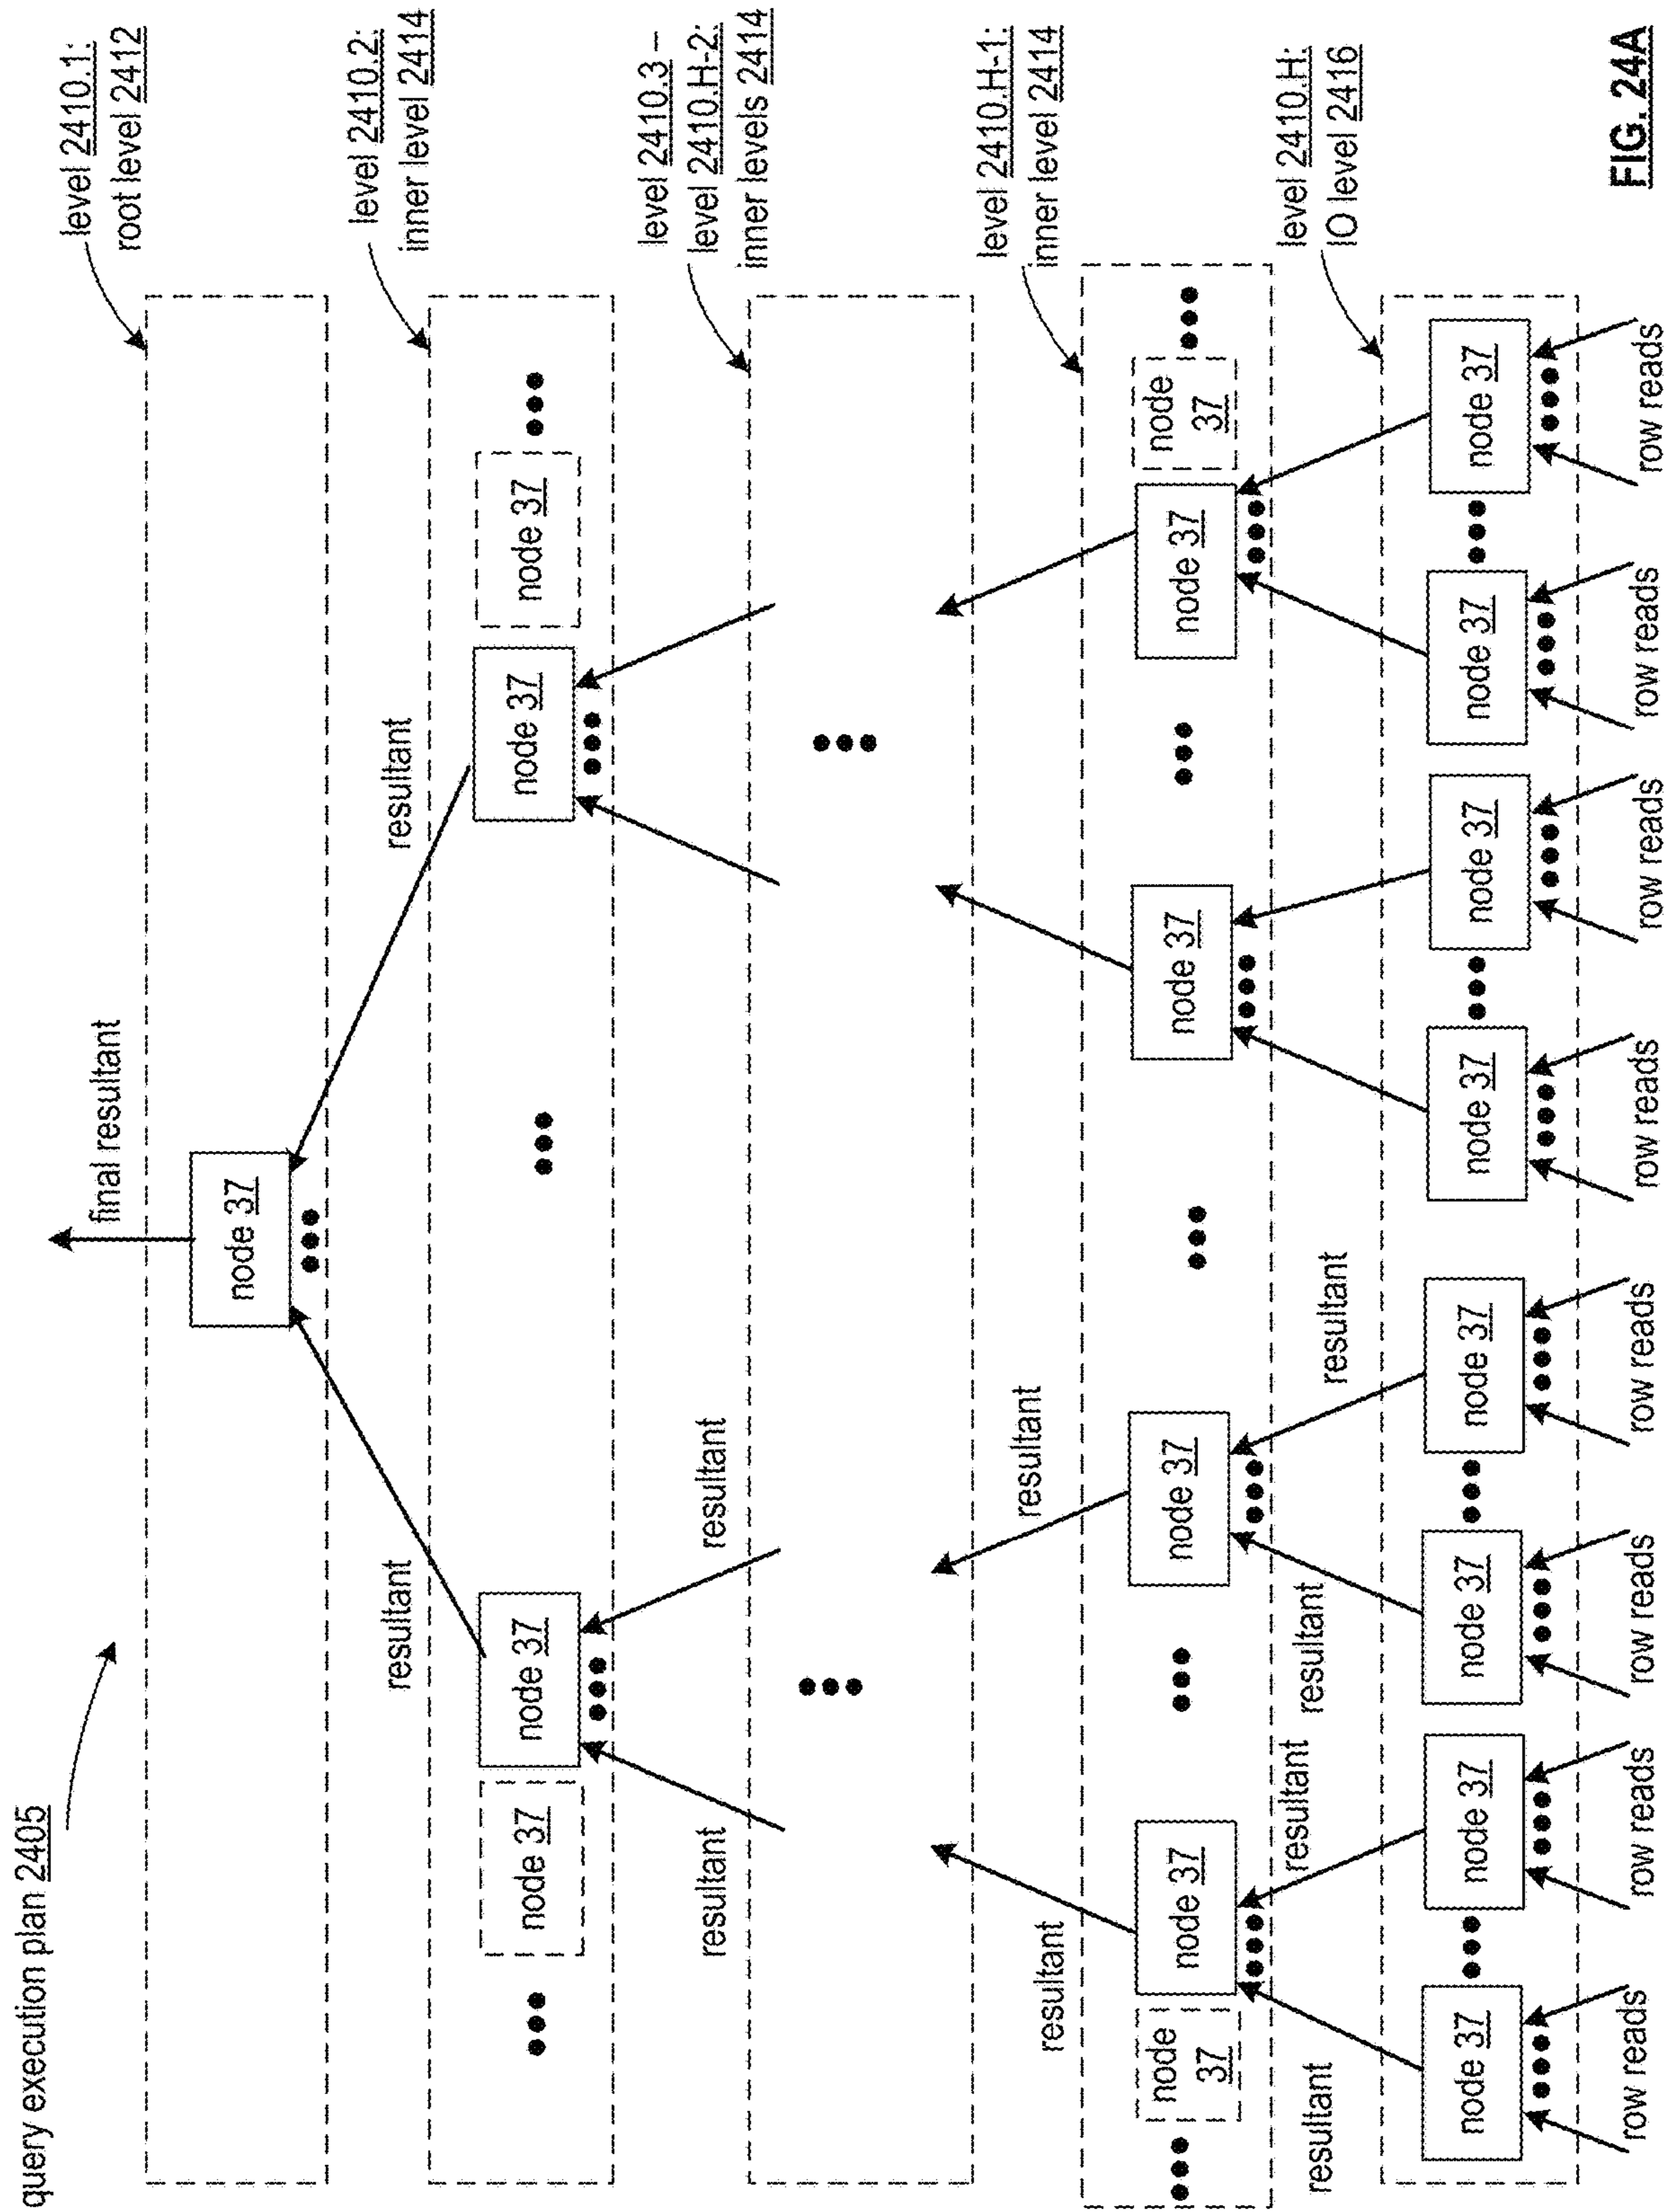 query execution plan 2405
final resultant
level 2410.1:
root level 2412
node 37
resultant
resultant
level 2410.2:
inner level 2414
node 37
node 37
node 37
node 37
resultant
resultant
level 2410.3 –
level 2410.H-2:
inner levels 2414
resultant
resultant
level 2410.H-1:
inner level 2414
node
37
node 37
node 37
node 37
node 37
node
37
resultant
resultant
resultant
resultant
level 2410.H:
IO level 2416
node 37
node 37
node 37
node 37
node 37
node 37
node 37
node 37
row reads
row reads
row reads
row reads
row reads
row reads
row reads
row reads
FIG. 24A